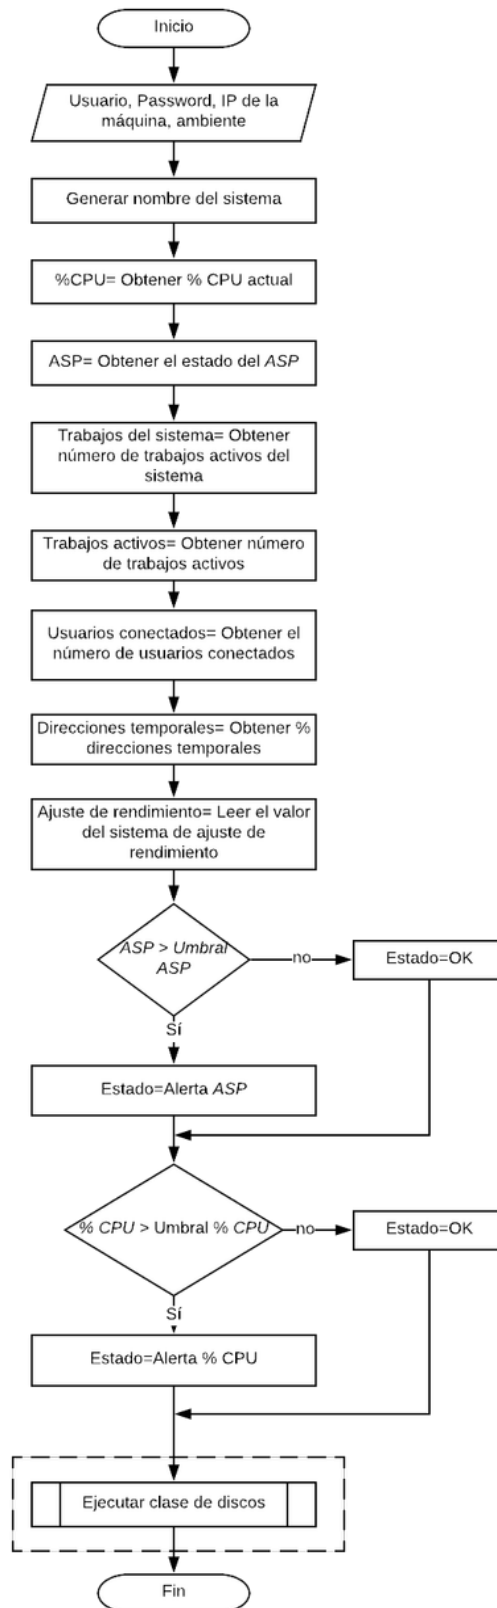 Inicio
Usuario, Password, IP de la
máquina, ambiente
Generar nombre del sistema
%CPU= Obtener % CPU actual
ASP= Obtener el estado del ASP
Trabajos del sistema= Obtener
número de trabajos activos del
sistema
Trabajos activos= Obtener número
de trabajos activos
Usuarios conectados= Obtener el
número de usuarios conectados
Direcciones temporales= Obtener %
direcciones temporales
Ajuste de rendimiento= Leer el valor
del sistema de ajuste de
rendimiento
ASP > Umbral
ASP
no
Estado=OK
Sí
Estado=Alerta ASP
% CPU > Umbral % CPU
no
Estado=OK
Sí
Estado=Alerta % CPU
Ejecutar clase de discos
Fin